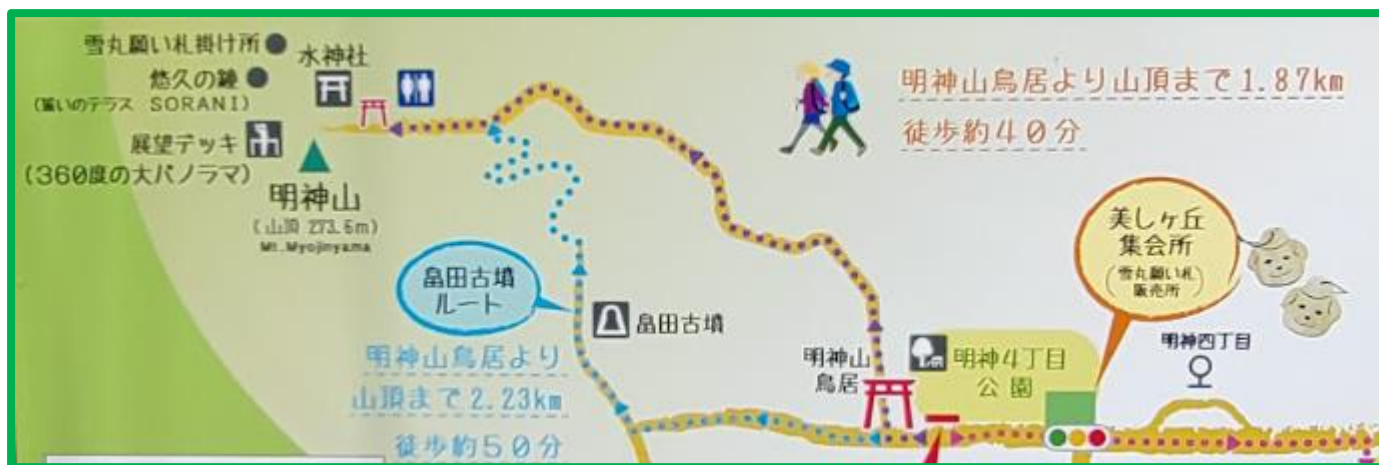 雪丸願い札掛け所
水神社
悠久の鐘
(誓いのテラス SORANI)
展望デッキ
(360度の大パノラマ)
明神山
(山頂 273.6m)
Mt.Myojinyama
明神山鳥居より山頂まで1.87km
徒歩約40分
美しヶ丘
集会所
(雪丸願い札
販売所)
畠田古墳
ルート
畠田古墳
明神山鳥居より
山頂まで2.23km
徒歩約50分
明神山
鳥居
明神4丁目
公園
明神四丁目